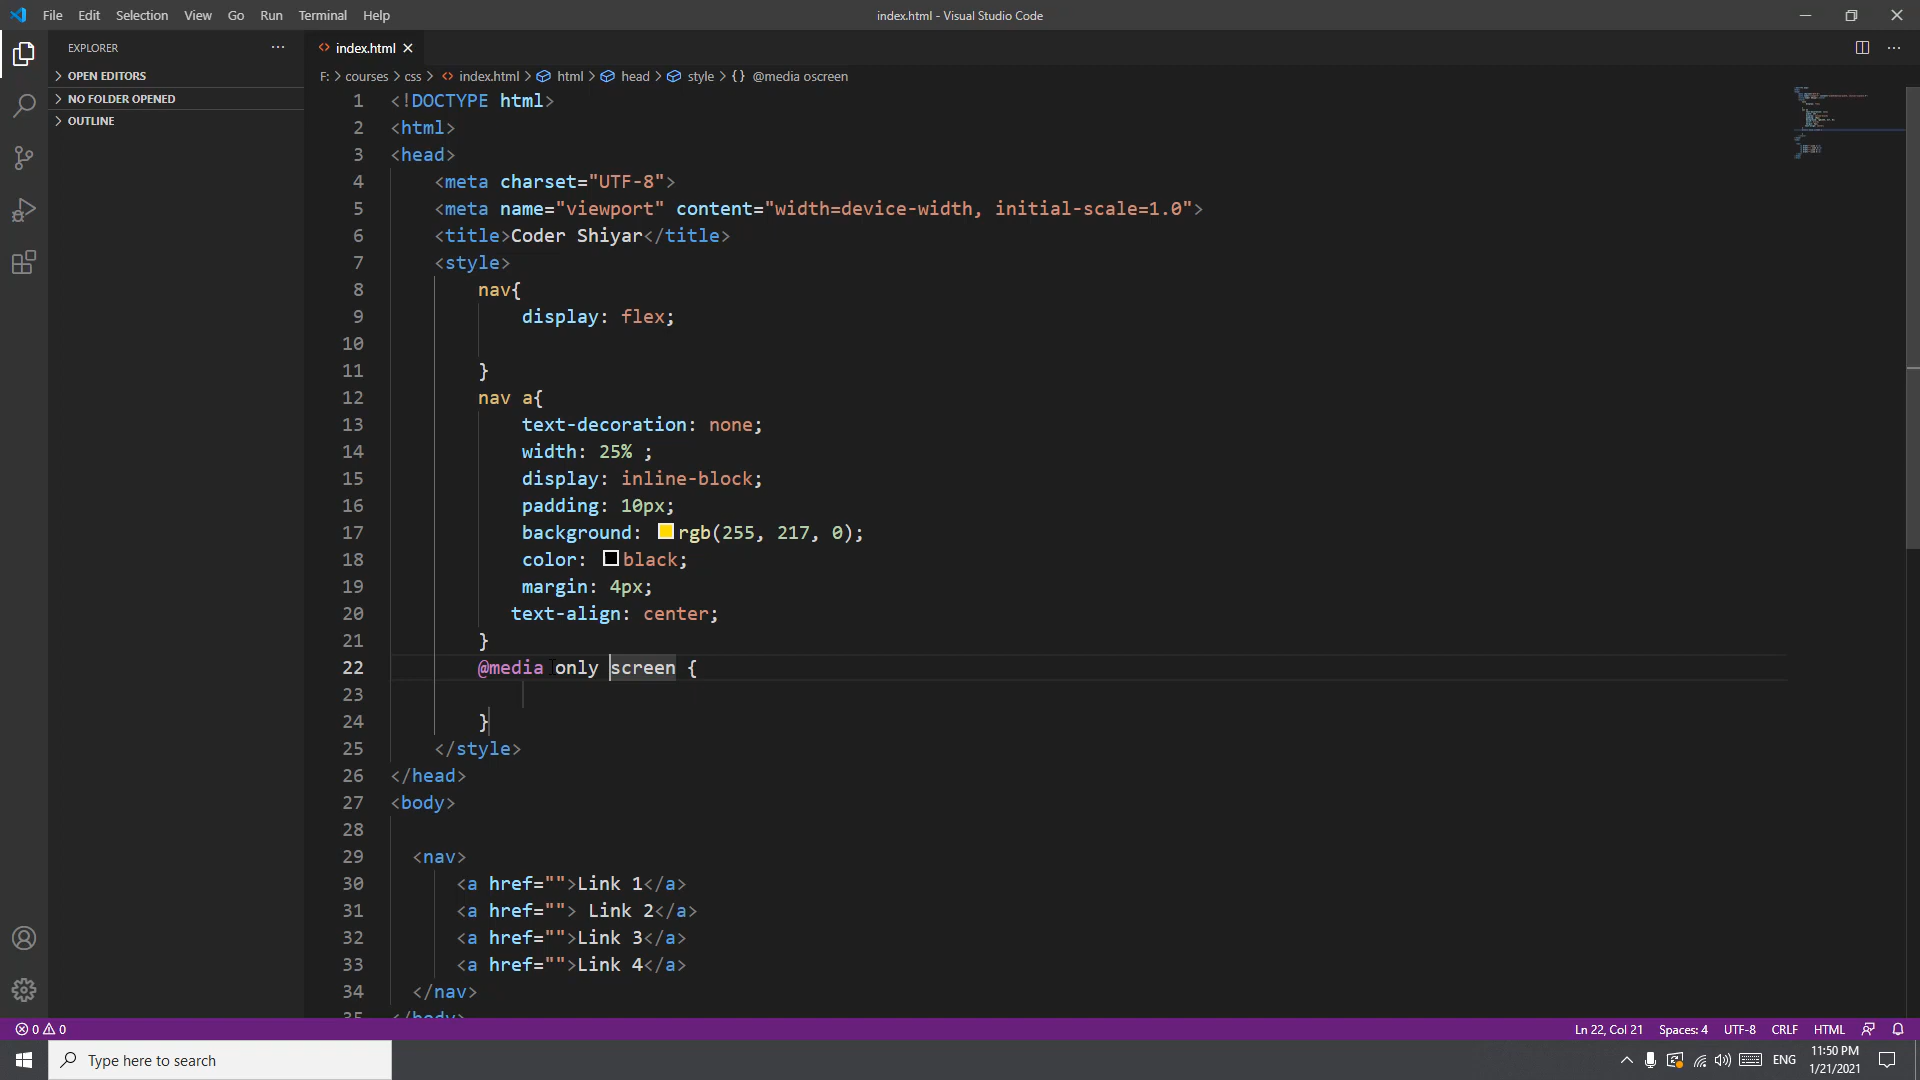 File Edit Selection View Go Run Terminal Help
index.html - Visual Studio Code
EXPLORER
OPEN EDITORS
NO FOLDER OPENED
OUTLINE
index.html
F: > courses > css > index.html > html > head > style > {} @media oscreen
1 <!DOCTYPE html>
2 <html>
3 <head>
4 <meta charset="UTF-8">
5 <meta name="viewport" content="width=device-width, initial-scale=1.0">
6 <title>Coder Shiyar</title>
7 <style>
8 nav{
9 display: flex;
10
11 }
12 nav a{
13 text-decoration: none;
14 width: 25% ;
15 display: inline-block;
16 padding: 10px;
17 background: rgb(255, 217, 0);
18 color: black;
19 margin: 4px;
20 text-align: center;
21 }
22 @media only screen {
23
24 }
25 </style>
26 </head>
27 <body>
28
29 <nav>
30 <a href="">Link 1</a>
31 <a href=""> Link 2</a>
32 <a href="">Link 3</a>
33 <a href="">Link 4</a>
34 </nav>
35 </body>
0 0
Ln 22, Col 21 Spaces: 4 UTF-8 CRLF HTML
Type here to search
ENG
11:50 PM
1/21/2021